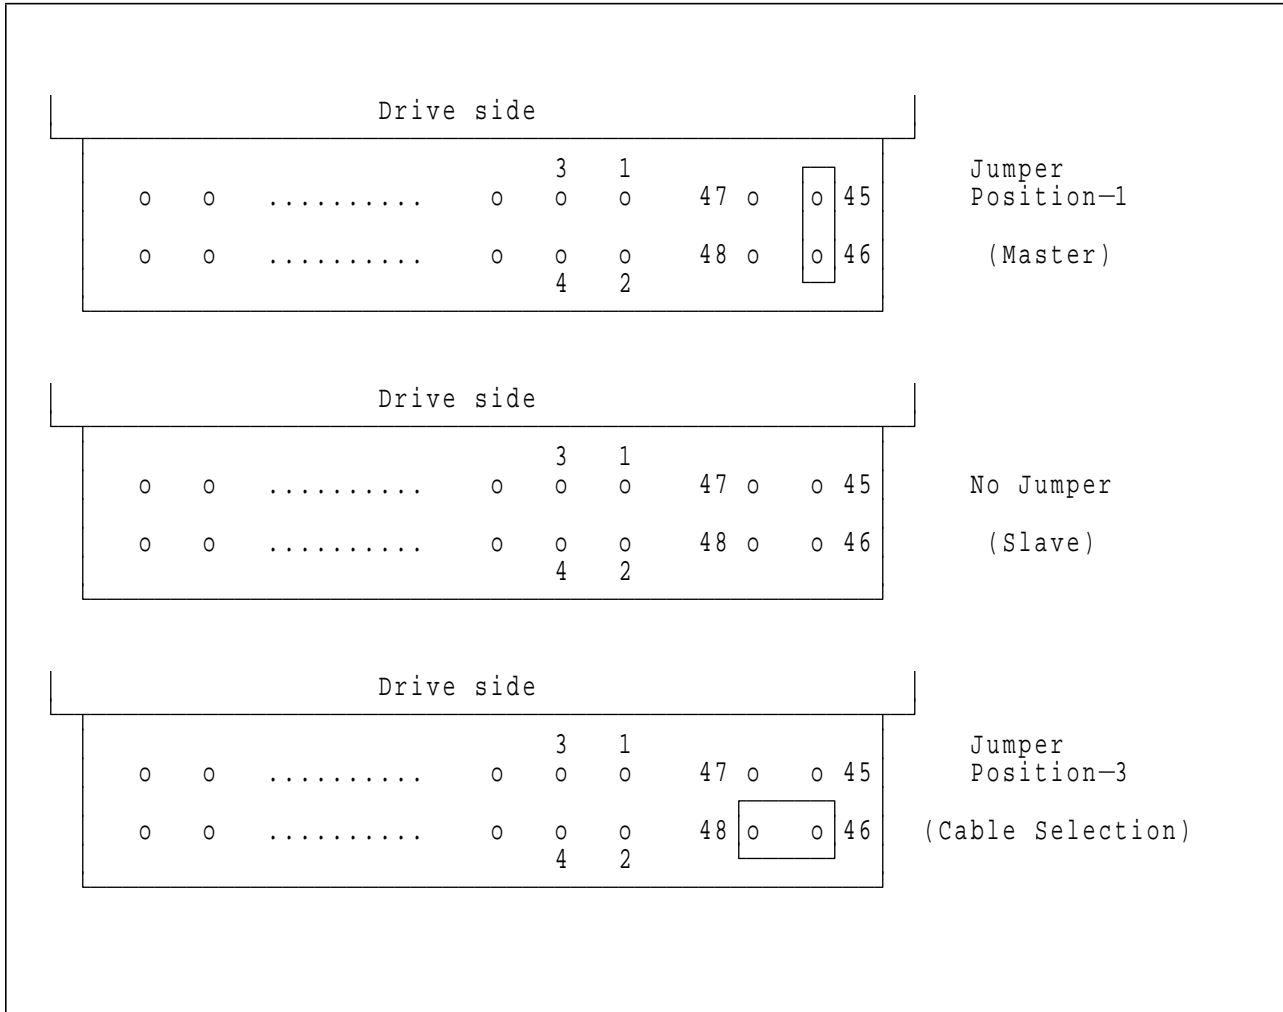 Drive side
3 1 Jumper
o o .......... o o o 47 o o 45 Position—1
o o .......... o o o 48 o o 46 (Master)
4 2
Drive side
3 1
o o .......... o o o 47 o o 45 No Jumper
o o .......... o o o 48 o o 46 (Slave)
4 2
Drive side
3 1 Jumper
o o .......... o o o 47 o o 45 Position—3
o o .......... o o o 48 o o 46 (Cable Selection)
4 2